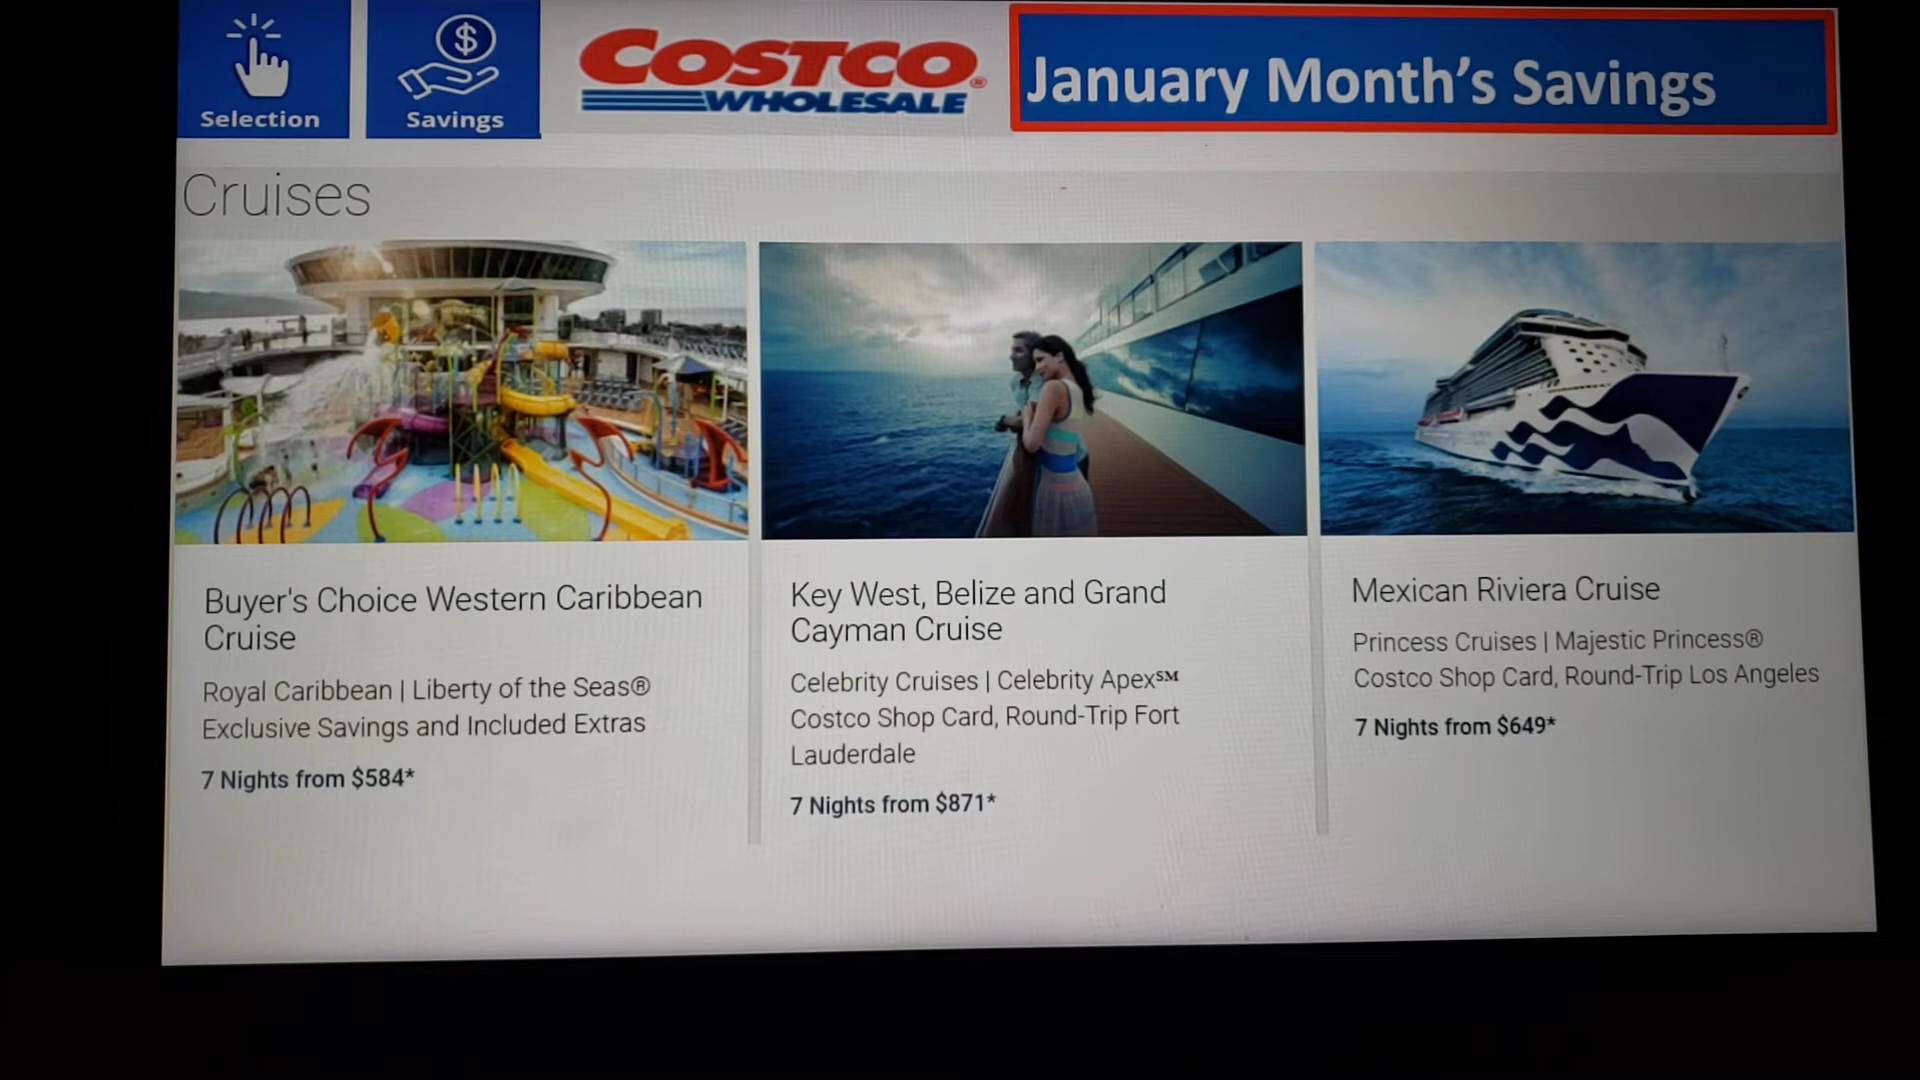 Selection
Savings
COSTCO®
WHOLESALE
January Month's Savings
Cruises
Buyer's Choice Western Caribbean
Cruise
Royal Caribbean | Liberty of the Seas®
Exclusive Savings and Included Extras
7 Nights from $584*
Key West, Belize and Grand
Cayman Cruise
Celebrity Cruises | Celebrity Apex℠
Costco Shop Card, Round-Trip Fort
Lauderdale
7 Nights from $871*
Mexican Riviera Cruise
Princess Cruises | Majestic Princess®
Costco Shop Card, Round-Trip Los Angeles
7 Nights from $649*